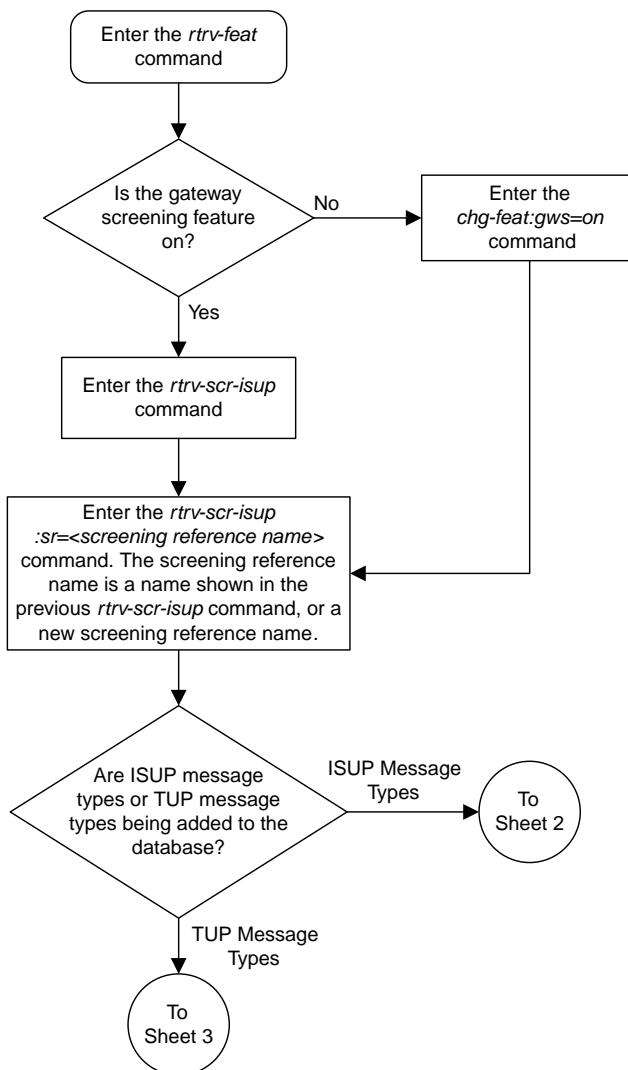 Enter the rtrv-feat
command
Is the gateway
screening feature
on?
No
Enter the
chg-feat:gws=on
command
Yes
Enter the rtrv-scr-isup
command
Enter the rtrv-scr-isup
:sr=<screening reference name>
command. The screening reference
name is a name shown in the
previous rtrv-scr-isup command, or a
new screening reference name.
Are ISUP message
types or TUP message
types being added to the
database?
ISUP Message
Types
To
Sheet 2
TUP Message
Types
To
Sheet 3